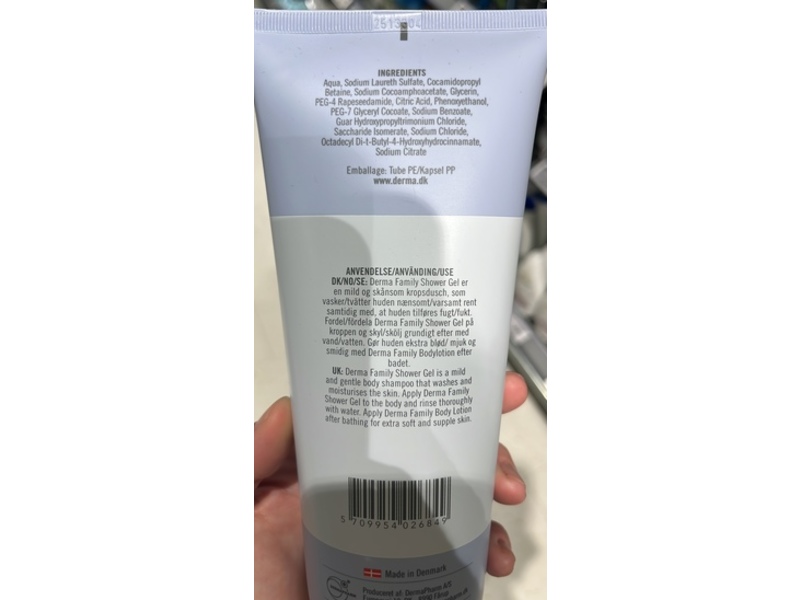 INGREDIENTS
Aqua, Sodium Laureth Sulfate, Cocamidopropyl
Betaine, Sodium Cocoamphoacetate, Glycerin,
PEG-4 Rapeseedamide, Citric Acid, Phenoxyethanol,
PEG-7 Glyceryl Cocoate, Sodium Benzoate,
Guar Hydroxypropyltrimonium Chloride,
Saccharide Isomerate, Sodium Chloride,
Octadecyl Di-t-Butyl-4-Hydroxyhydrocinnamate,
Sodium Citrate
Emballage: Tube PE/Kapsel PP
www.derma.dk
ANVENDELSE/ANVÄNDING/USE
DK/NO/SE: Derma Family Shower Gel er
en mild og skånsom kropsdusch, som
vasker/tvätter huden nænsomt/varsamt rent
samtidig med, at huden tilføres fugt/fukt.
Fordel/fördela Derma Family Shower Gel på
kroppen og skyl/skölj grundigt efter med
vand/vatten. Gør huden ekstra blød/ mjuk og
smidig med Derma Family Bodylotion efter
badet.
UK: Derma Family Shower Gel is a mild
and gentle body shampoo that washes and
moisturises the skin. Apply Derma Family
Shower Gel to the body and rinse thoroughly
with water. Apply Derma Family Body Lotion
after bathing for extra soft and supple skin.
5 709954 026849
Made in Denmark
Produceret af: DermaPharm A/S